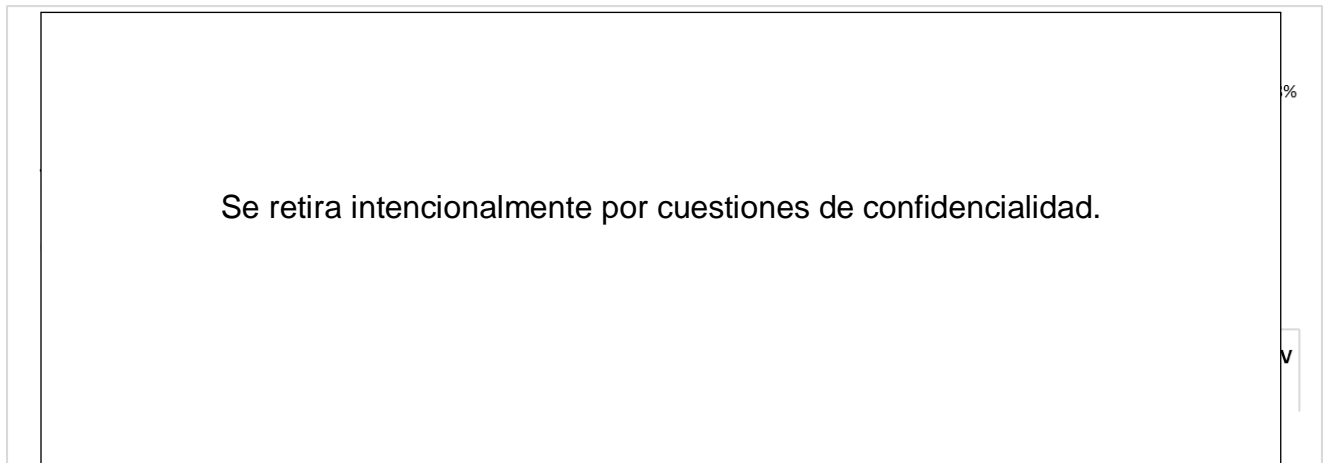 %
Se retira intencionalmente por cuestiones de confidencialidad.
V